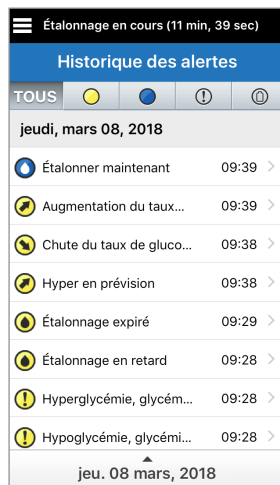 Étalonnage en cours (11 min, 39 sec)
Historique des alertes
TOUS
jeudi, mars 08, 2018
Étalonner maintenant 09:39
Augmentation du taux... 09:39
Chute du taux de gluco... 09:38
Hyper en prévision 09:38
Étalonnage expiré 09:29
Étalonnage en retard 09:28
Hyperglycémie, glycém... 09:28
Hypoglycémie, glycémi... 09:28
jeu. 08 mars, 2018